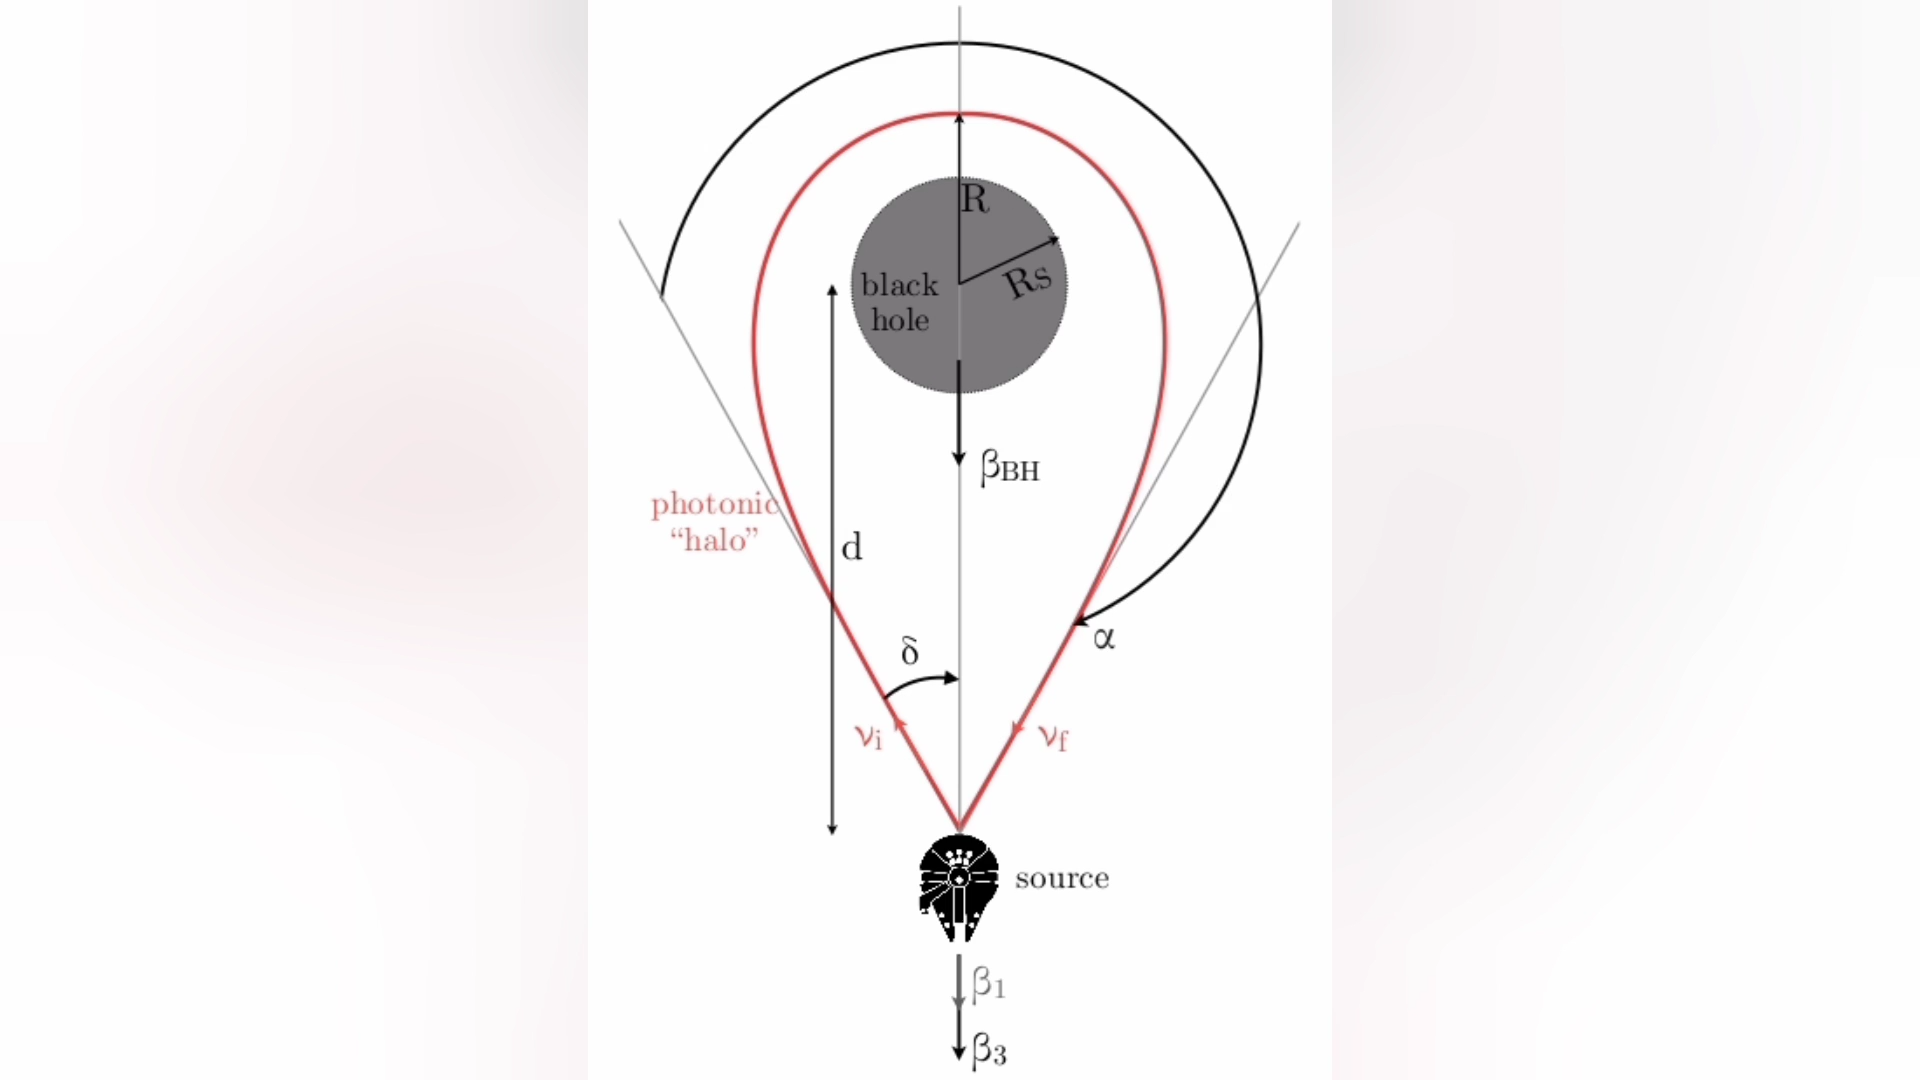 R
Rs
black
hole
βBH
photonic
“halo”
d
δ
α
νi
νf
source
β1
β3